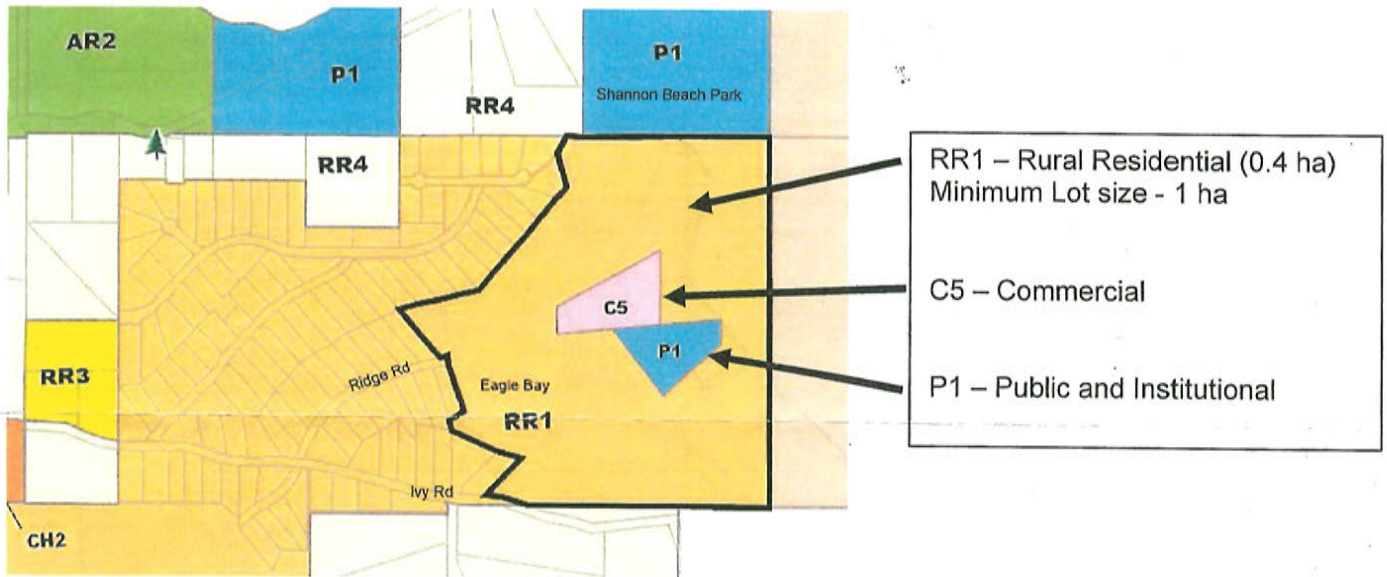 AR2
P1
P1
Shannon Beach Park
RR4
RR4
RR1 – Rural Residential (0.4 ha)
Minimum Lot size - 1 ha
C5 – Commercial
C5
P1
RR3
Ridge Rd
Eagle Bay
P1 – Public and Institutional
RR1
Ivy Rd
CH2